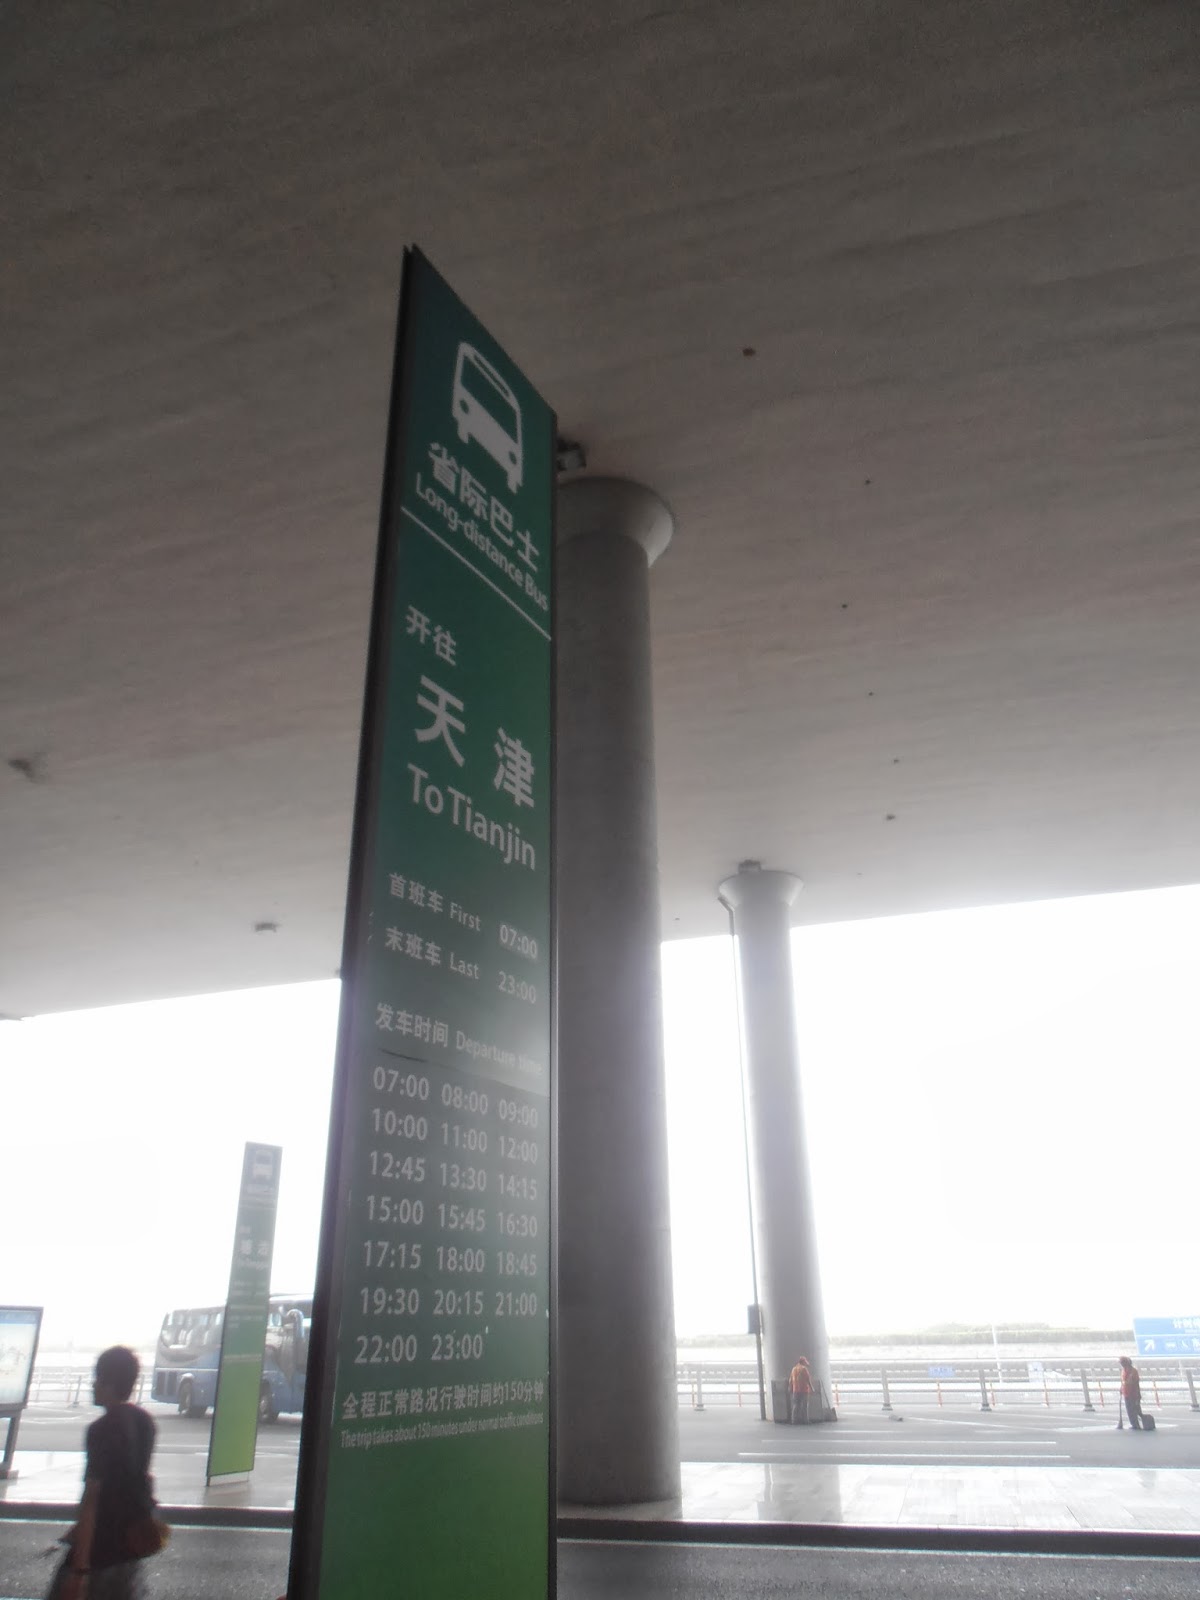 省际巴士
Long-distance Bus
开往
天津
To Tianjin
首班车 First 07:00
末班车 Last 23:00
发车时间 Departure time
07:00 08:00 09:00
10:00 11:00 12:00
12:45 13:30 14:15
15:00 15:45 16:30
17:15 18:00 18:45
19:30 20:15 21:00
22:00 23:00
全程正常路况行驶时间约150分钟
The trip takes about 150 minutes under normal traffic conditions